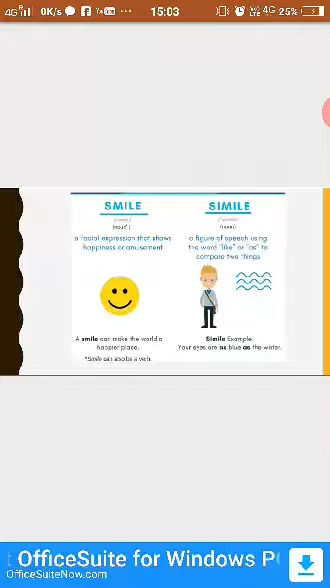 4G R 0K/s 15:03 4G 25%
SMILE
(noun)
a facial expression that shows
happiness or amusement
A smile can make the world a
happier place.
*Smile can also be a verb.
SIMILE
(noun)
a figure of speech using
the word "like" or "as" to
compare two things
Simile Example:
Your eyes are as blue as the water.
OfficeSuite for Windows
OfficeSuiteNow.com